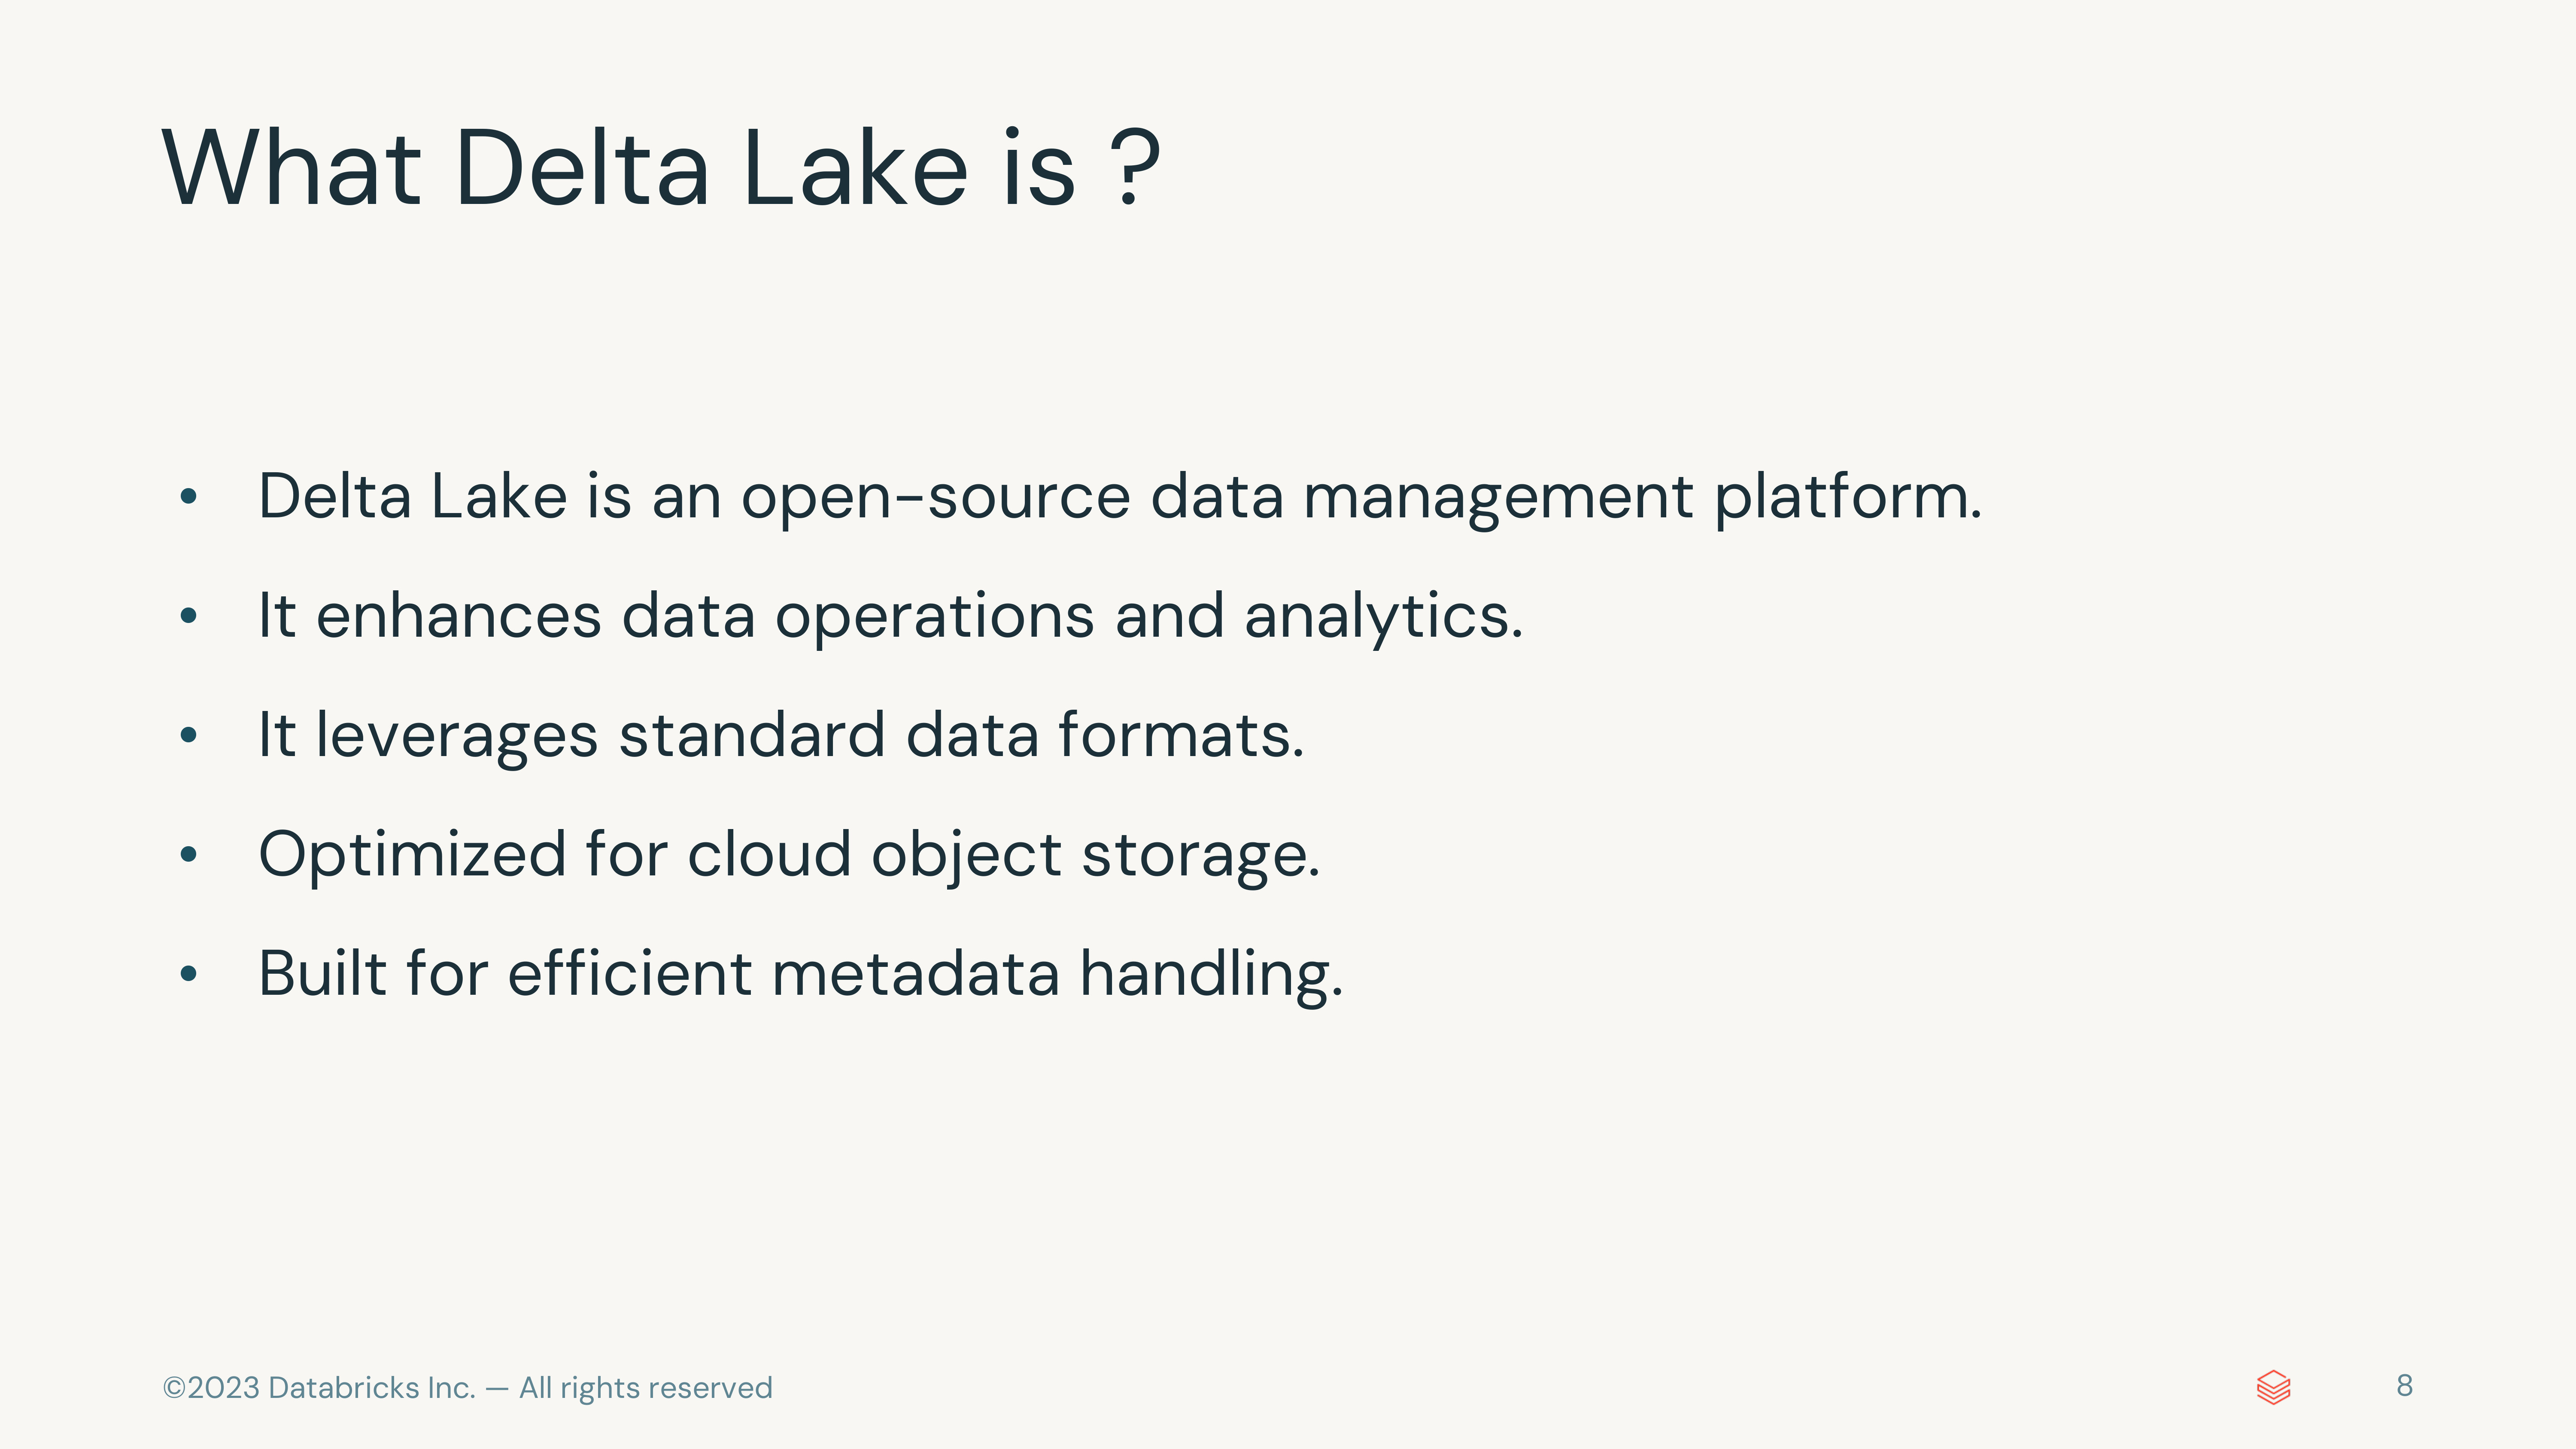 What Delta Lake is ?
• Delta Lake is an open-source data management platform.
• It enhances data operations and analytics.
• It leverages standard data formats.
• Optimized for cloud object storage.
• Built for efficient metadata handling.
©2023 Databricks Inc. — All rights reserved
8